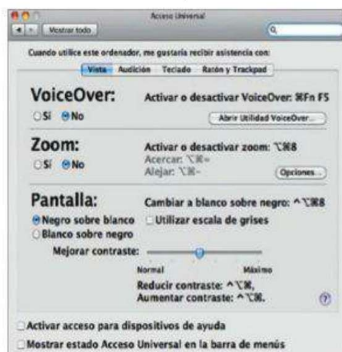 Acceso Universal
Mostrar todo
Cuando utilice este ordenador, me gustaría recibir asistencia con:
Vista Audición Teclado Ratón y Trackpad
VoiceOver: Activar o desactivar VoiceOver: ⌘Fn F5
Sí No Abrir Utilidad VoiceOver...
Zoom: Activar o desactivar zoom: ⌥⌘8
Sí No Acercar: ⌥⌘=
Alejar: ⌥⌘- Opciones...
Pantalla: Cambiar a blanco sobre negro: ^⌥⌘8
Negro sobre blanco Utilizar escala de grises
Blanco sobre negro
Mejorar contraste:
Normal Máximo
Reducir contraste: ^⌥⌘,
Aumentar contraste: ^⌥⌘.
?
Activar acceso para dispositivos de ayuda
Mostrar estado Acceso Universal en la barra de menús